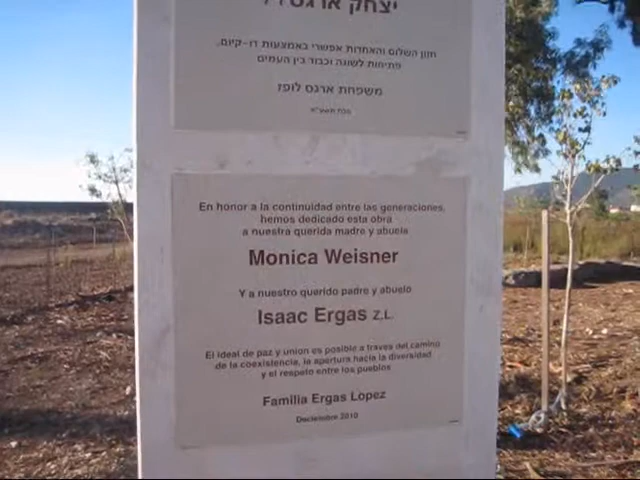 יצחק ארגס ז"ל
חזון השלום והאחדות אפשרי באמצעות דו-קיום,
פתיחות לשונה וכבוד בין העמים
משפחת ארגס לופז
En honor a la continuidad entre las generaciones,
hemos dedicado esta obra
a nuestra querida madre y abuela
Monica Weisner
Y a nuestro querido padre y abuelo
Isaac Ergas Z.L.
El ideal de paz y union es posible a traves del camino
de la coexistencia, la apertura hacia la diversidad
y el respeto entre los pueblos
Familia Ergas Lopez
Deciembre 2010